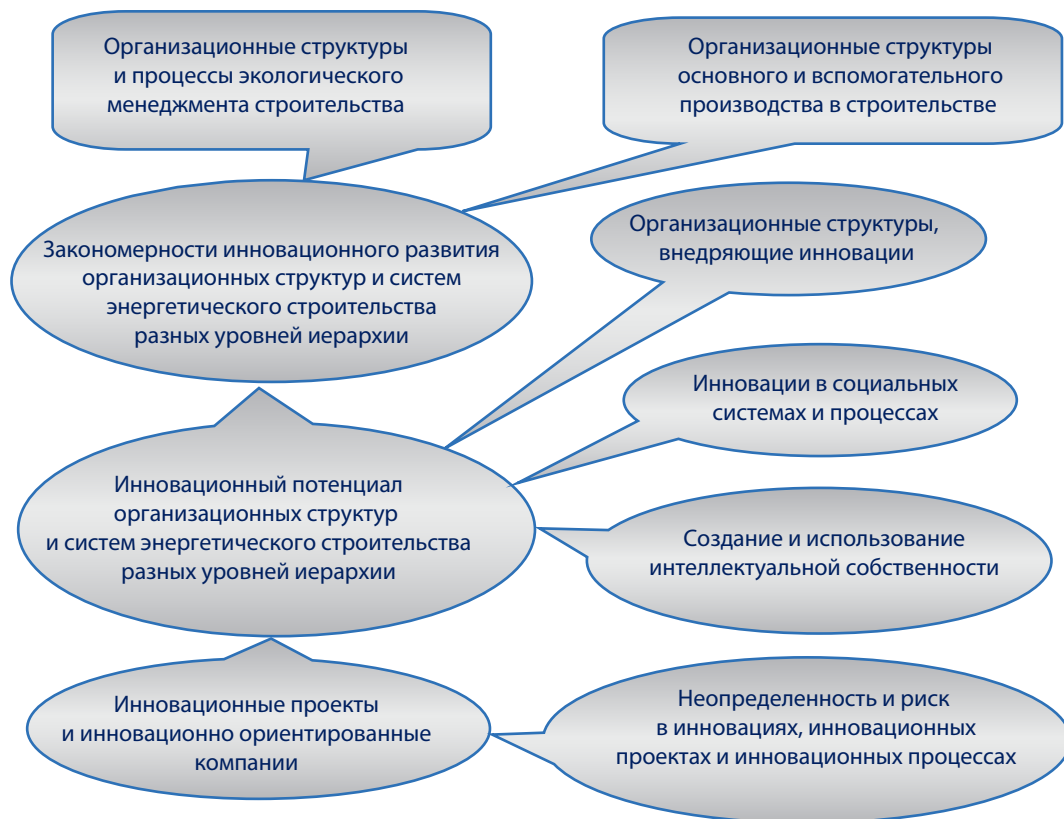 Организационные структуры
и процессы экологического
менеджмента строительства
Организационные структуры
основного и вспомогательного
производства в строительстве
Закономерности инновационного развития
организационных структур и систем
энергетического строительства
разных уровней иерархии
Организационные структуры,
внедряющие инновации
Инновации в социальных
системах и процессах
Инновационный потенциал
организационных структур
и систем энергетического строительства
разных уровней иерархии
Создание и использование
интеллектуальной собственности
Инновационные проекты
и инновационно ориентированные
компании
Неопределенность и риск
в инновациях, инновационных
проектах и инновационных процессах